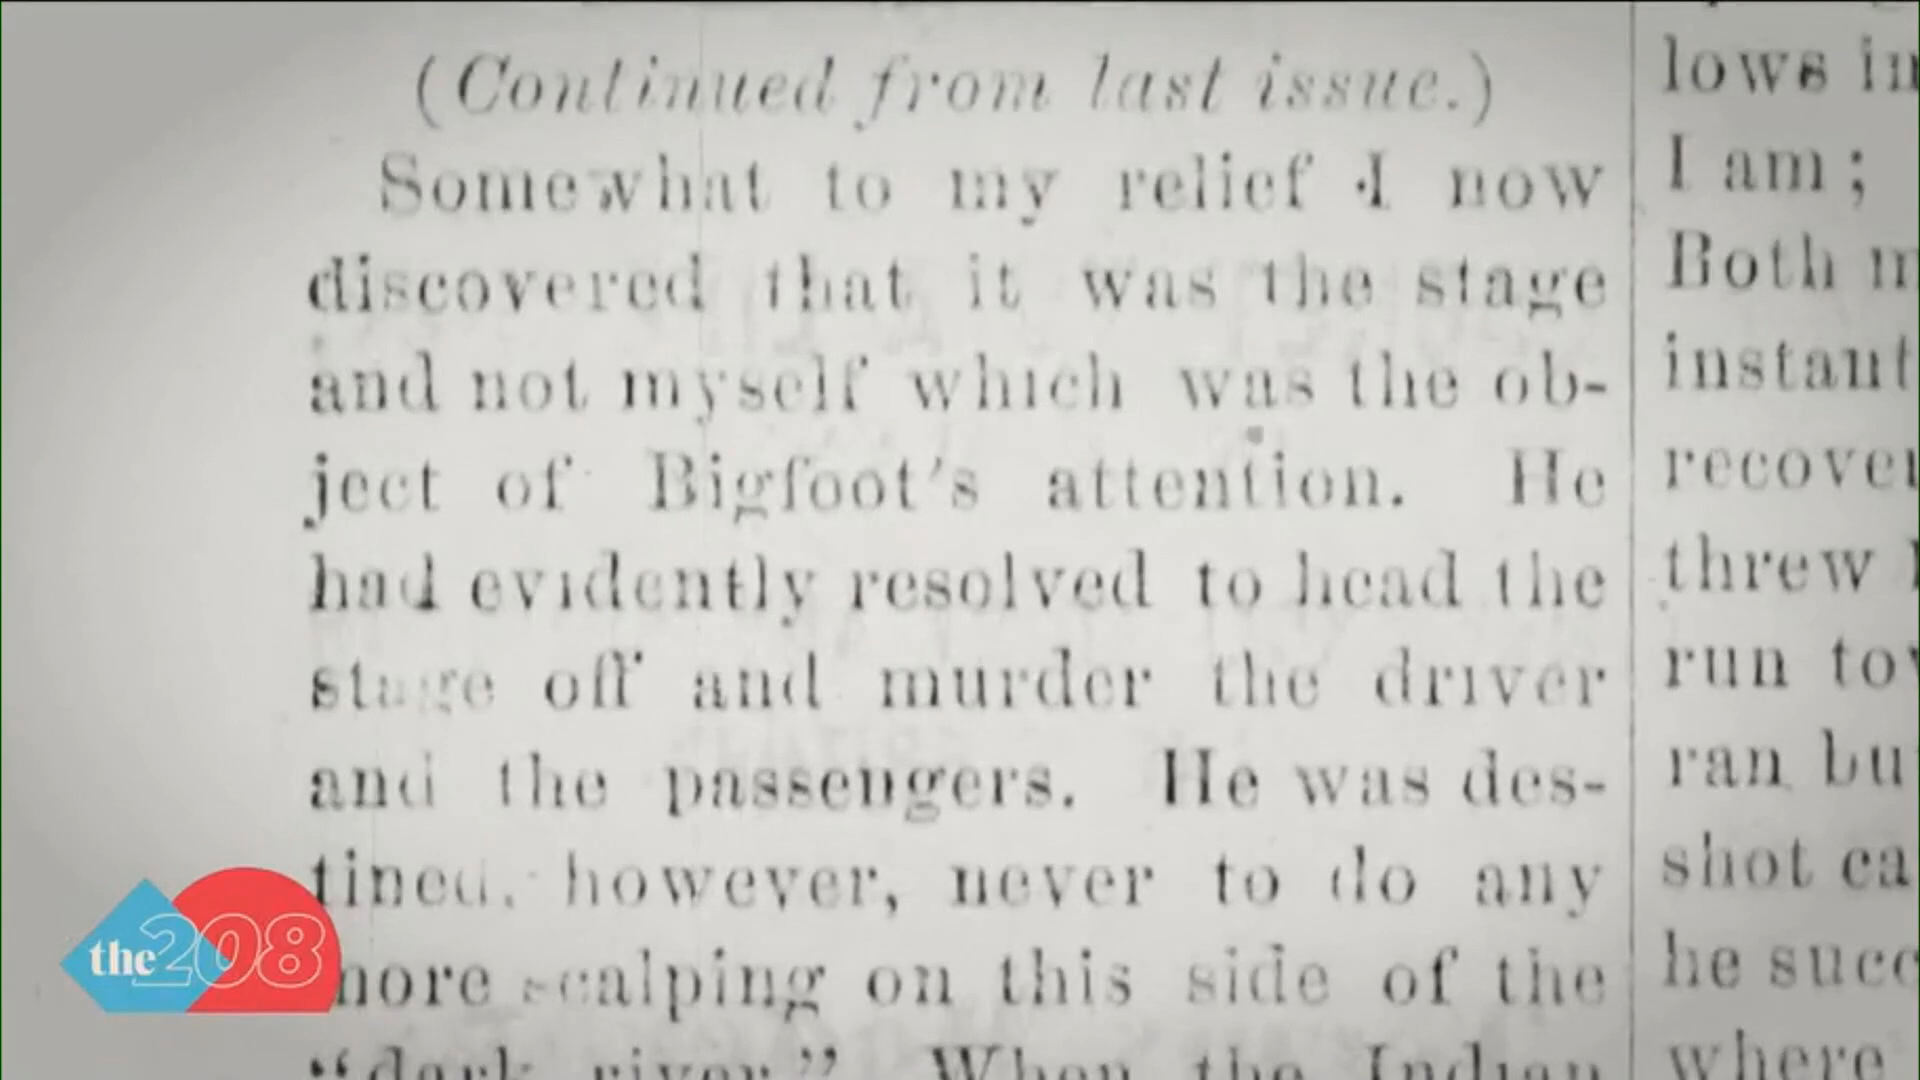 (Continued from last issue.)
Somewhat to my relief I now
discovered that it was the stage
and not myself which was the ob-
ject of Bigfoot's attention. He
had evidently resolved to head the
stage off and murder the driver
and the passengers. He was des-
tined, however, never to do any
more scalping on this side of the
“dark river.” When the Indian
lows in
I am;
Both m
instant
recover
threw
run tow
ran bu
shot ca
he succ
where
the 208